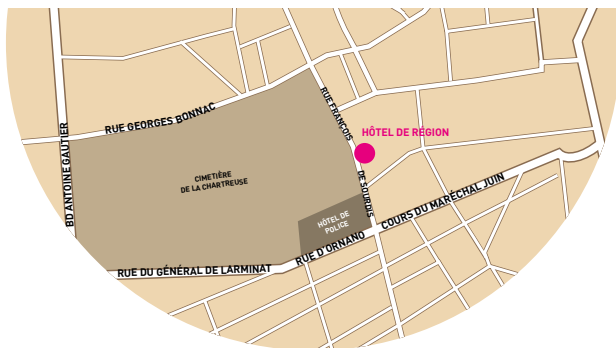 RUE GEORGES BONNAC
RUE FRANÇOIS
DE SOURDIS
HÔTEL DE RÉGION
BD ANTOINE GAUTIER
CIMETIÈRE
DE LA CHARTREUSE
HÔTEL DE
POLICE
COURS DU MARÉCHAL JUIN
RUE D'ORNANO
RUE DU GÉNÉRAL DE LARMINAT